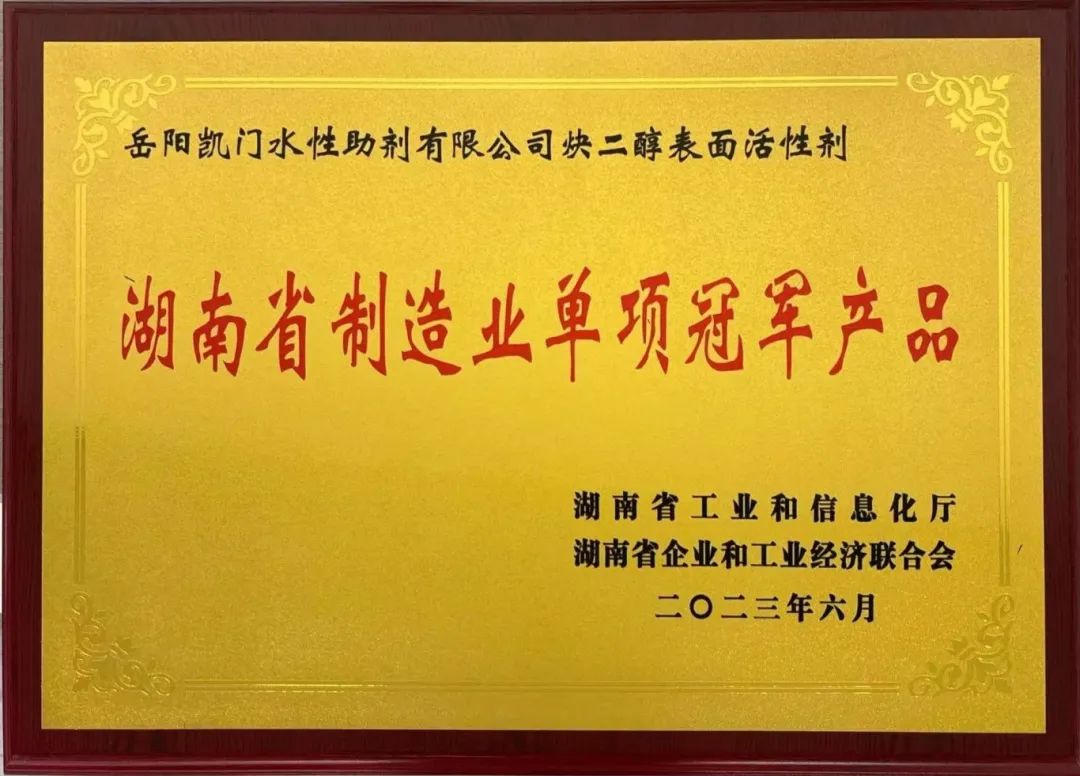 岳阳凯门水性助剂有限公司炔二醇表面活性剂
湖南省制造业单项冠军产品
湖南省工业和信息化厅
湖南省企业和工业经济联合会
二〇二三年六月